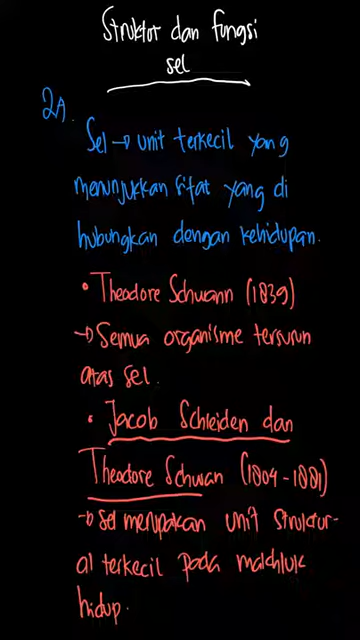 Struktur dan fungsi
sel
2A.
Sel → unit terkecil yang
menunjukkan sifat yang di
hubungkan dengan kehidupan.
• Theodore Schwann (1839)
→ Semua organisme tersusun
atas sel.
• Jacob Schleiden dan
Theodore Schwan (1804-1881)
→ Sel merupakan unit struktur-
al terkecil pada makhluk
hidup.